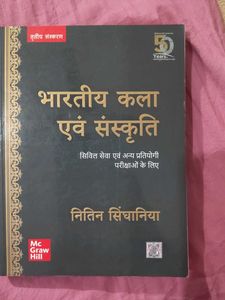 तृतीय संस्करण
50
Years
भारतीय कला
एवं संस्कृति
सिविल सेवा एवं अन्य प्रतियोगी
परीक्षाओं के लिए
नितिन सिंघानिया
Mc
Graw
Hill